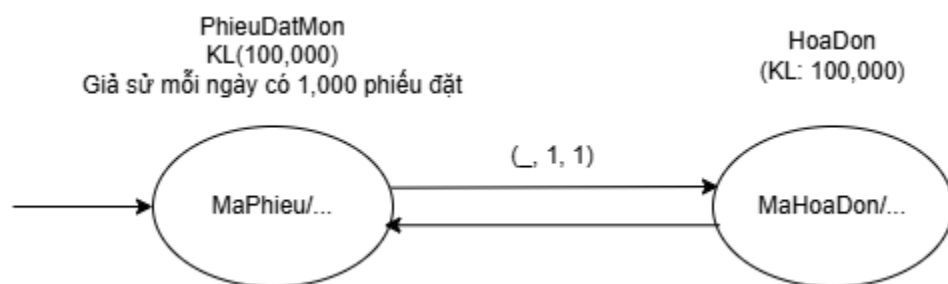 PhieuDatMon
KL(100,000)
Giả sử mỗi ngày có 1,000 phiếu đặt
HoaDon
(KL: 100,000)
(_, 1, 1)
MaPhieu/...
MaHoaDon/...